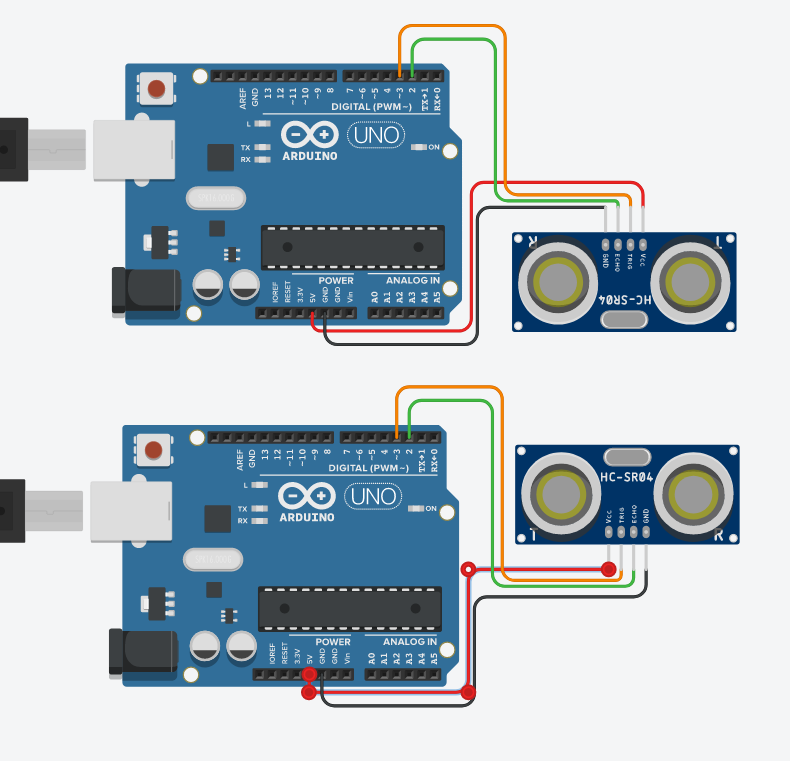 AREF
GND
13
12
~11
~10
~9
8
7
~6
~5
4
~3
2
TX→1
RX←0
DIGITAL (PWM~)
L
TX
RX
UNO
ARDUINO
ON
POWER
ANALOG IN
IOREF
RESET
3.3V
5V
GND
GND
Vin
A0
A1
A2
A3
A4
A5
GND
ECHO
TRIG
VCC
R
T
HC-SR04
AREF
GND
13
12
~11
~10
~9
8
7
~6
~5
4
~3
2
TX→1
RX←0
DIGITAL (PWM~)
L
TX
RX
UNO
ARDUINO
ON
POWER
ANALOG IN
IOREF
RESET
3.3V
5V
GND
GND
Vin
A0
A1
A2
A3
A4
A5
HC-SR04
VCC
TRIG
ECHO
GND
T
R